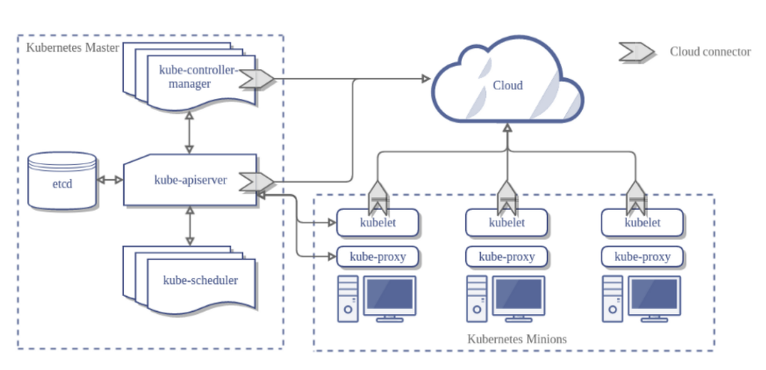 Kubernetes Master
kube-controller-
manager
Cloud
Cloud connector
etcd
kube-apiserver
kube-scheduler
kubelet
kubelet
kubelet
kube-proxy
kube-proxy
kube-proxy
Kubernetes Minions